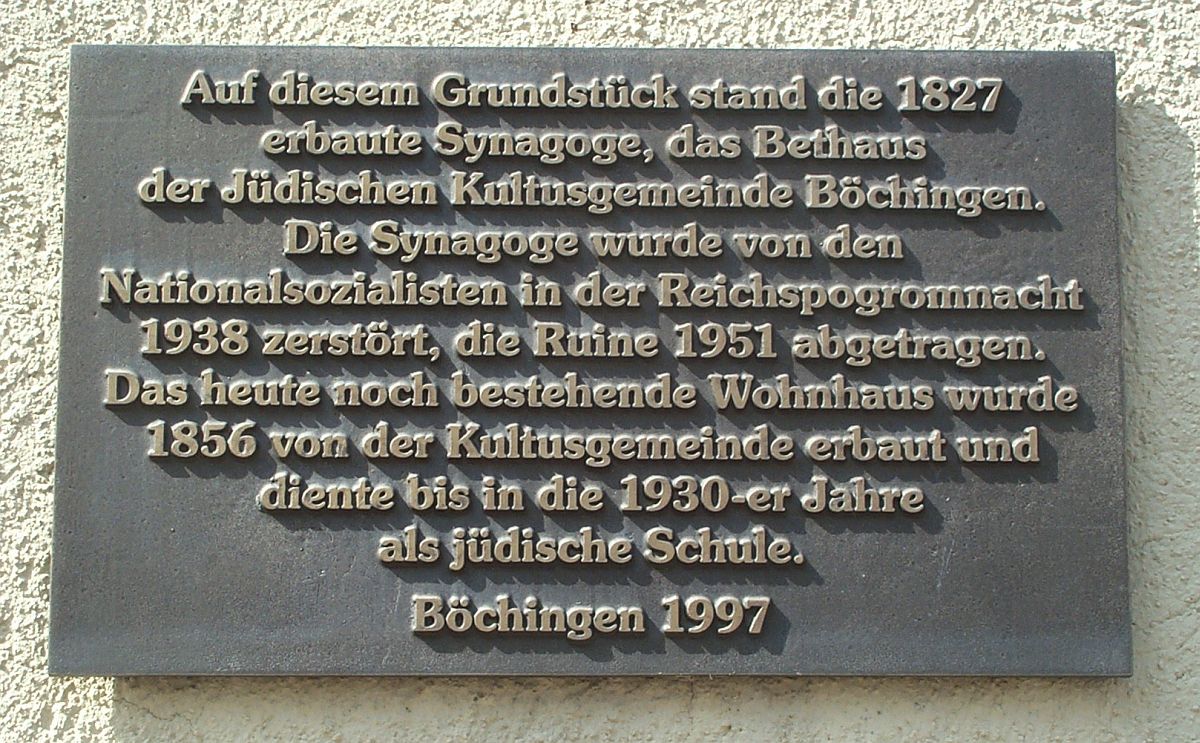 Auf diesem Grundstück stand die 1827
erbaute Synagoge, das Bethaus
der Jüdischen Kultusgemeinde Böchingen.
Die Synagoge wurde von den
Nationalsozialisten in der Reichspogromnacht
1938 zerstört, die Ruine 1951 abgetragen.
Das heute noch bestehende Wohnhaus wurde
1856 von der Kultusgemeinde erbaut und
diente bis in die 1930-er Jahre
als jüdische Schule.
Böchingen 1997